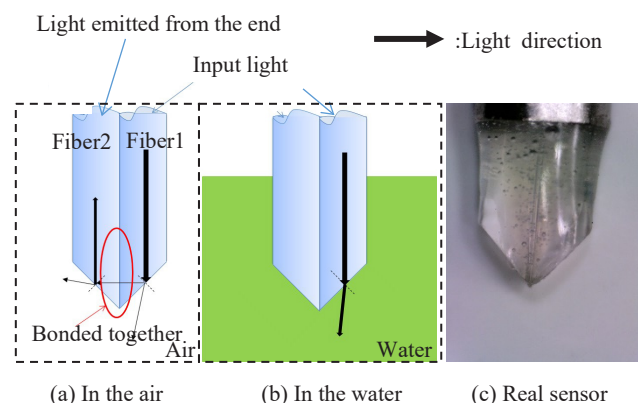 Light emitted from the end
:Light direction
Input light
Fiber2
Fiber1
Bonded together
Air
Water
(a) In the air
(b) In the water
(c) Real sensor